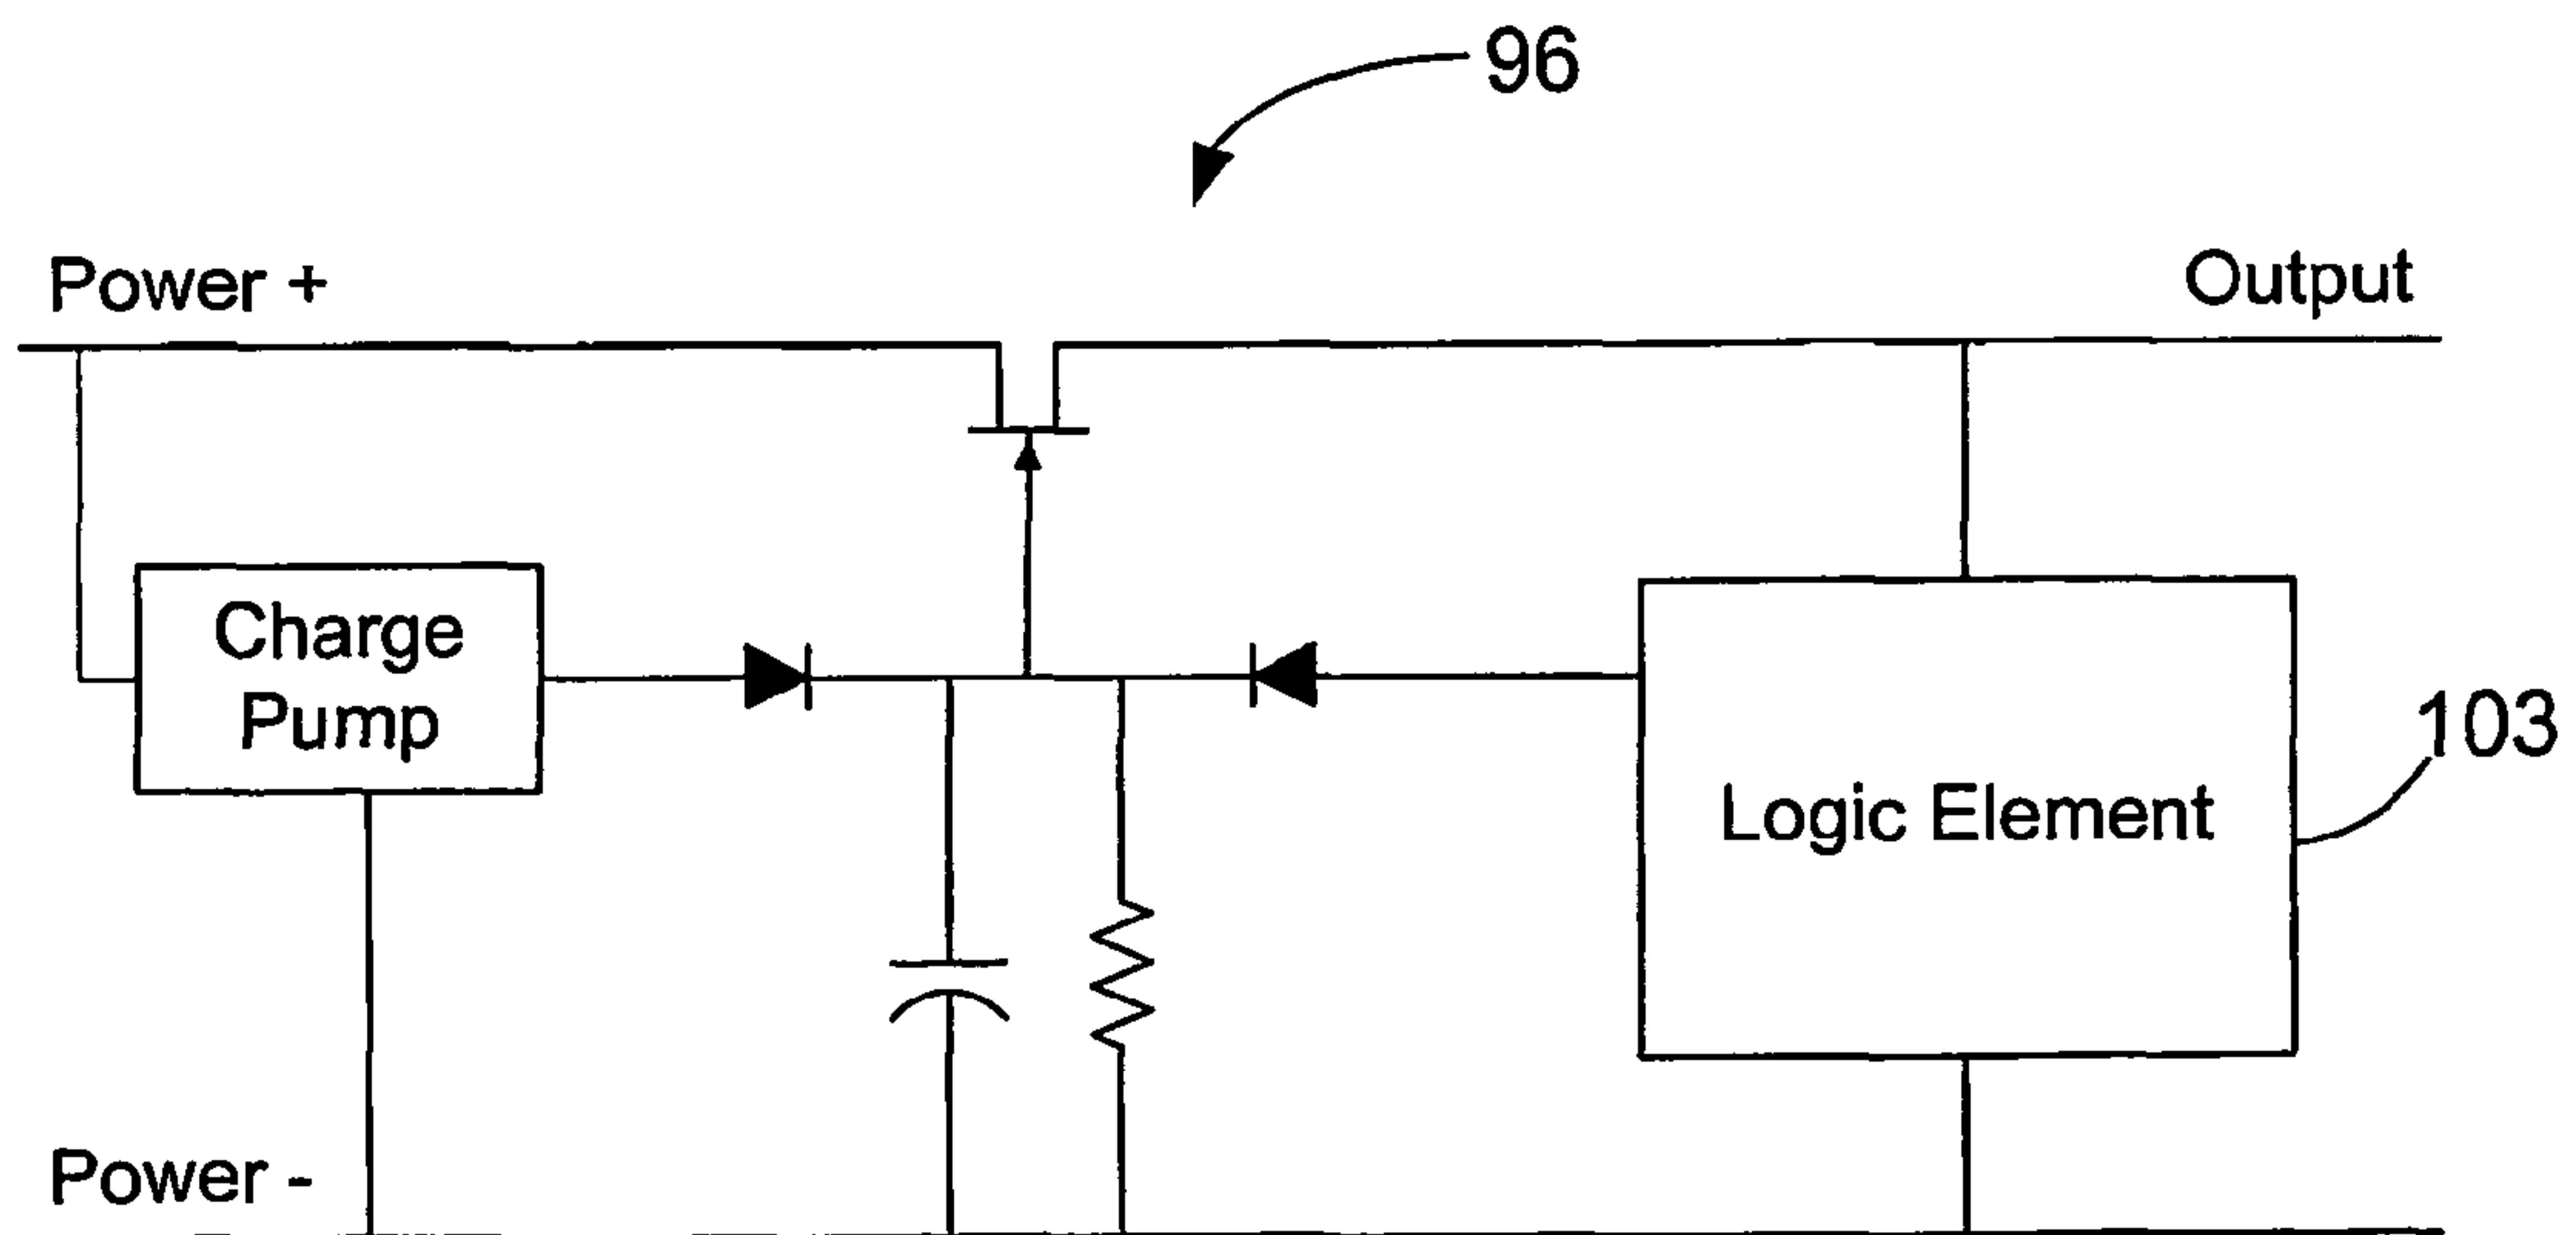 96
Power +
Output
Charge
Pump
103
Logic Element
Power -